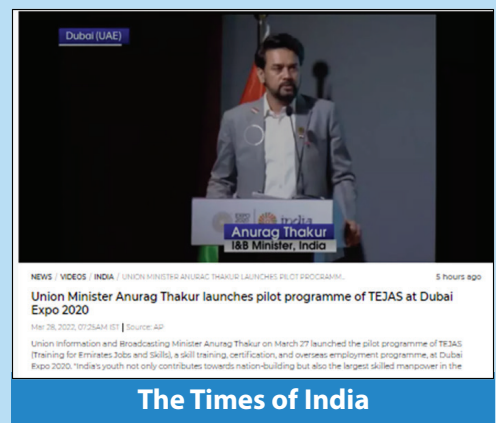 Dubai (UAE)
EXPO 2020 india
Anurag Thakur
I&B Minister, India
NEWS / VIDEOS / INDIA / UNION MINISTER ANURAG THAKUR LAUNCHES PILOT PROGRAMM... 5 hours ago
Union Minister Anurag Thakur launches pilot programme of TEJAS at Dubai
Expo 2020
Mar 28, 2022, 07:26AM IST Source: AP
Union Information and Broadcasting Minister Anurag Thakur on March 27 launched the pilot programme of TEJAS
(Training for Emirates Jobs and Skills), a skill training, certification, and overseas employment programme, at Dubai
Expo 2020. "India's youth not only contributes towards nation-building but also the largest skilled manpower in the
The Times of India